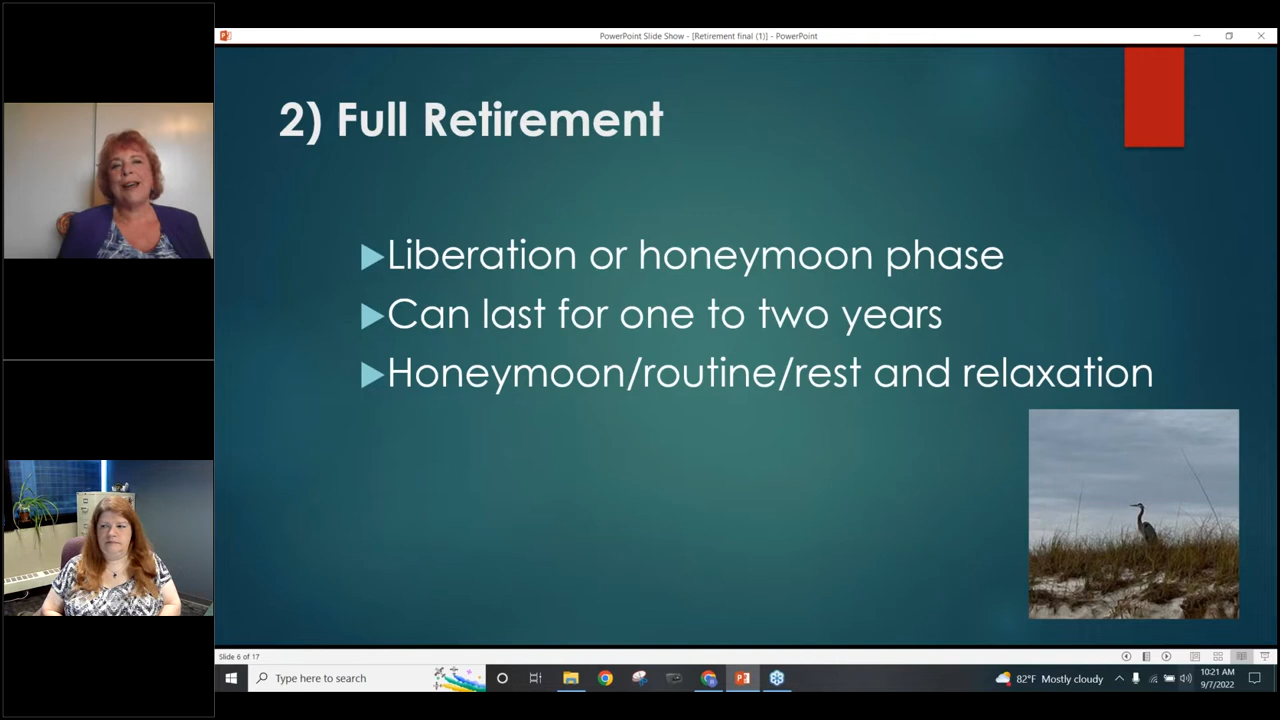 PowerPoint Slide Show - [Retirement final (1)] - PowerPoint
2) Full Retirement
Liberation or honeymoon phase
Can last for one to two years
Honeymoon/routine/rest and relaxation
Slide 6 of 17
Type here to search
82°F Mostly cloudy
10:21 AM
9/7/2022